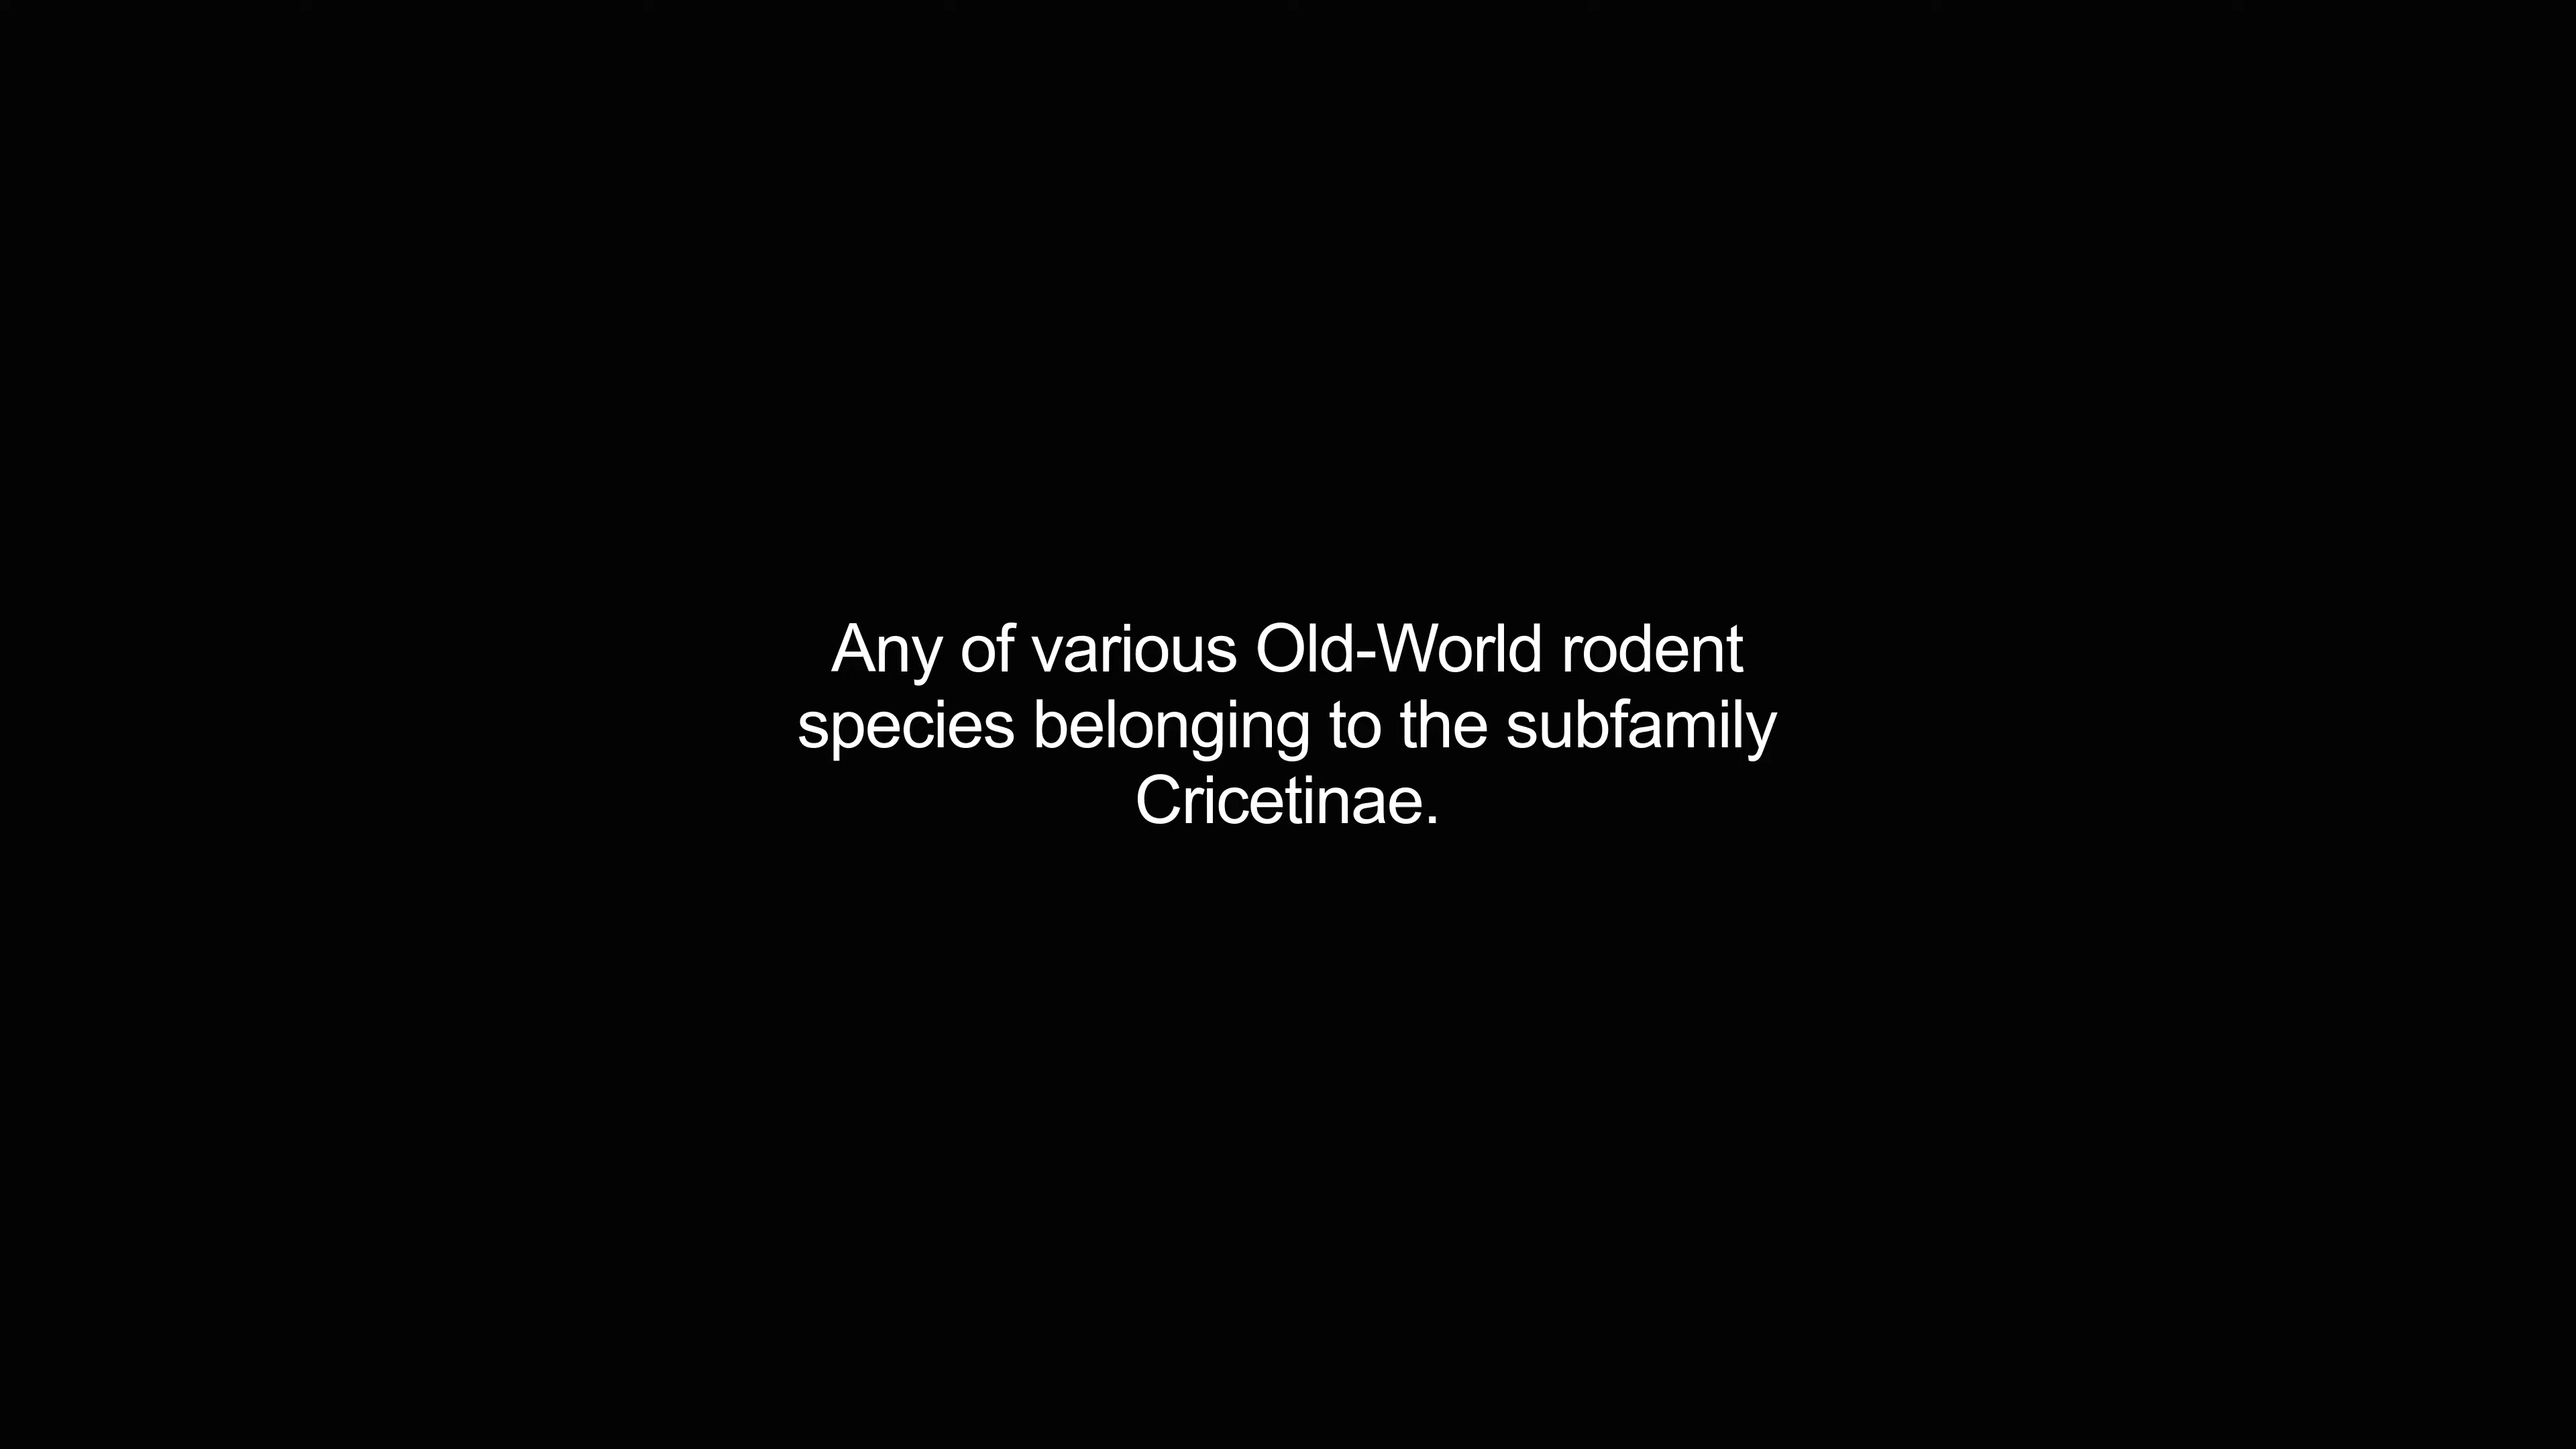 Any of various Old-World rodent
species belonging to the subfamily
Cricetinae.